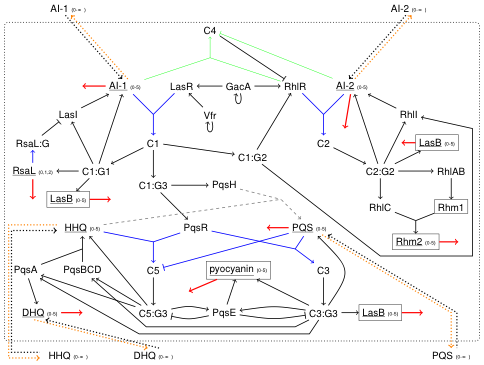 AI-1 (0-∞ ) AI-2 (0-∞ )
C4
AI-1 (0-5) LasR GacA RhlR AI-2 (0-5)
LasI Vfr RhlI
RsaL:G C1 C2 LasB (0-5)
C1:G2
RsaL (0,1,2) C1:G1 C2:G2 RhlAB
C1:G3 PqsH
LasB (0-5) RhlC Rhm1
HHQ (0-5) PqsR PQS (0-5) Rhm2 (0-5)
PqsA PqsBCD C5 pyocyanin (0-5) C3
DHQ (0-5) C5:G3 PqsE C3:G3 LasB (0-5)
HHQ (0-∞ ) DHQ (0-∞ ) PQS (0-∞ )